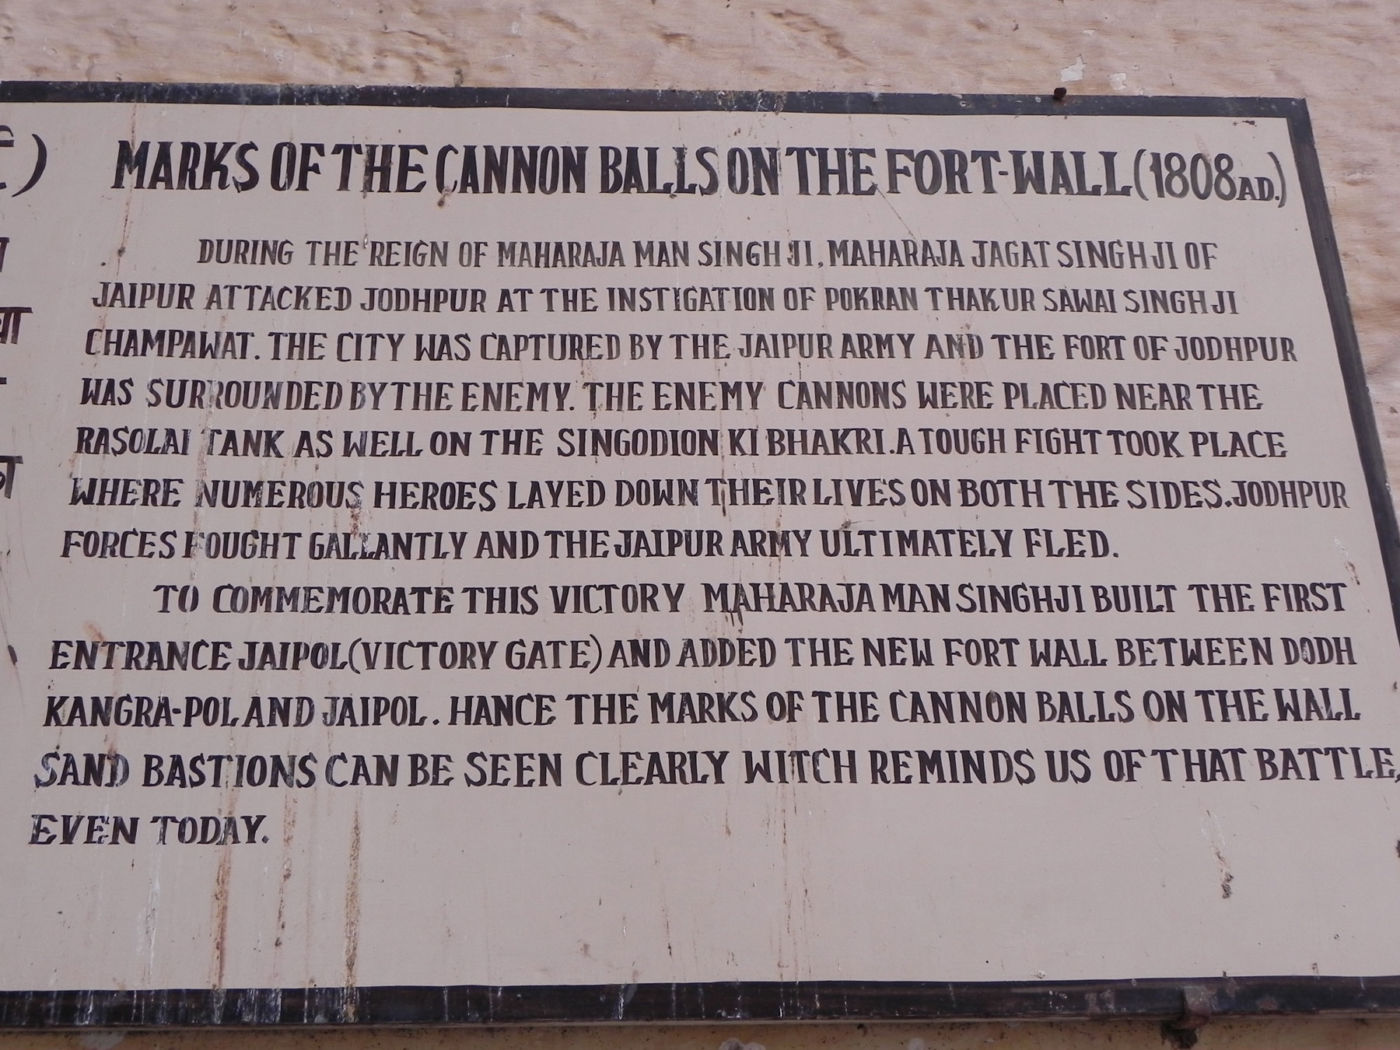 MARKS OF THE CANNON BALLS ON THE FORT-WALL (1808 AD.)
DURING THE REIGN OF MAHARAJA MAN SINGH JI, MAHARAJA JAGAT SINGH JI OF
JAIPUR ATTACKED JODHPUR AT THE INSTIGATION OF POKRAN THAKUR SAWAI SINGH JI
CHAMPAWAT. THE CITY WAS CAPTURED BY THE JAIPUR ARMY AND THE FORT OF JODHPUR
WAS SURROUNDED BY THE ENEMY. THE ENEMY CANNONS WERE PLACED NEAR THE
RASOLAI TANK AS WELL ON THE SINGODION KI BHAKRI. A TOUGH FIGHT TOOK PLACE
WHERE NUMEROUS HEROES LAYED DOWN THEIR LIVES ON BOTH THE SIDES. JODHPUR
FORCES FOUGHT GALLANTLY AND THE JAIPUR ARMY ULTIMATELY FLED.
TO COMMEMORATE THIS VICTORY MAHARAJA MAN SINGHJI BUILT THE FIRST
ENTRANCE JAIPOL (VICTORY GATE) AND ADDED THE NEW FORT WALL BETWEEN DODH
KANGRA-POL AND JAIPOL. HANCE THE MARKS OF THE CANNON BALLS ON THE WALL
SAND BASTIONS CAN BE SEEN CLEARLY WITCH REMINDS US OF THAT BATTLE,
EVEN TODAY.